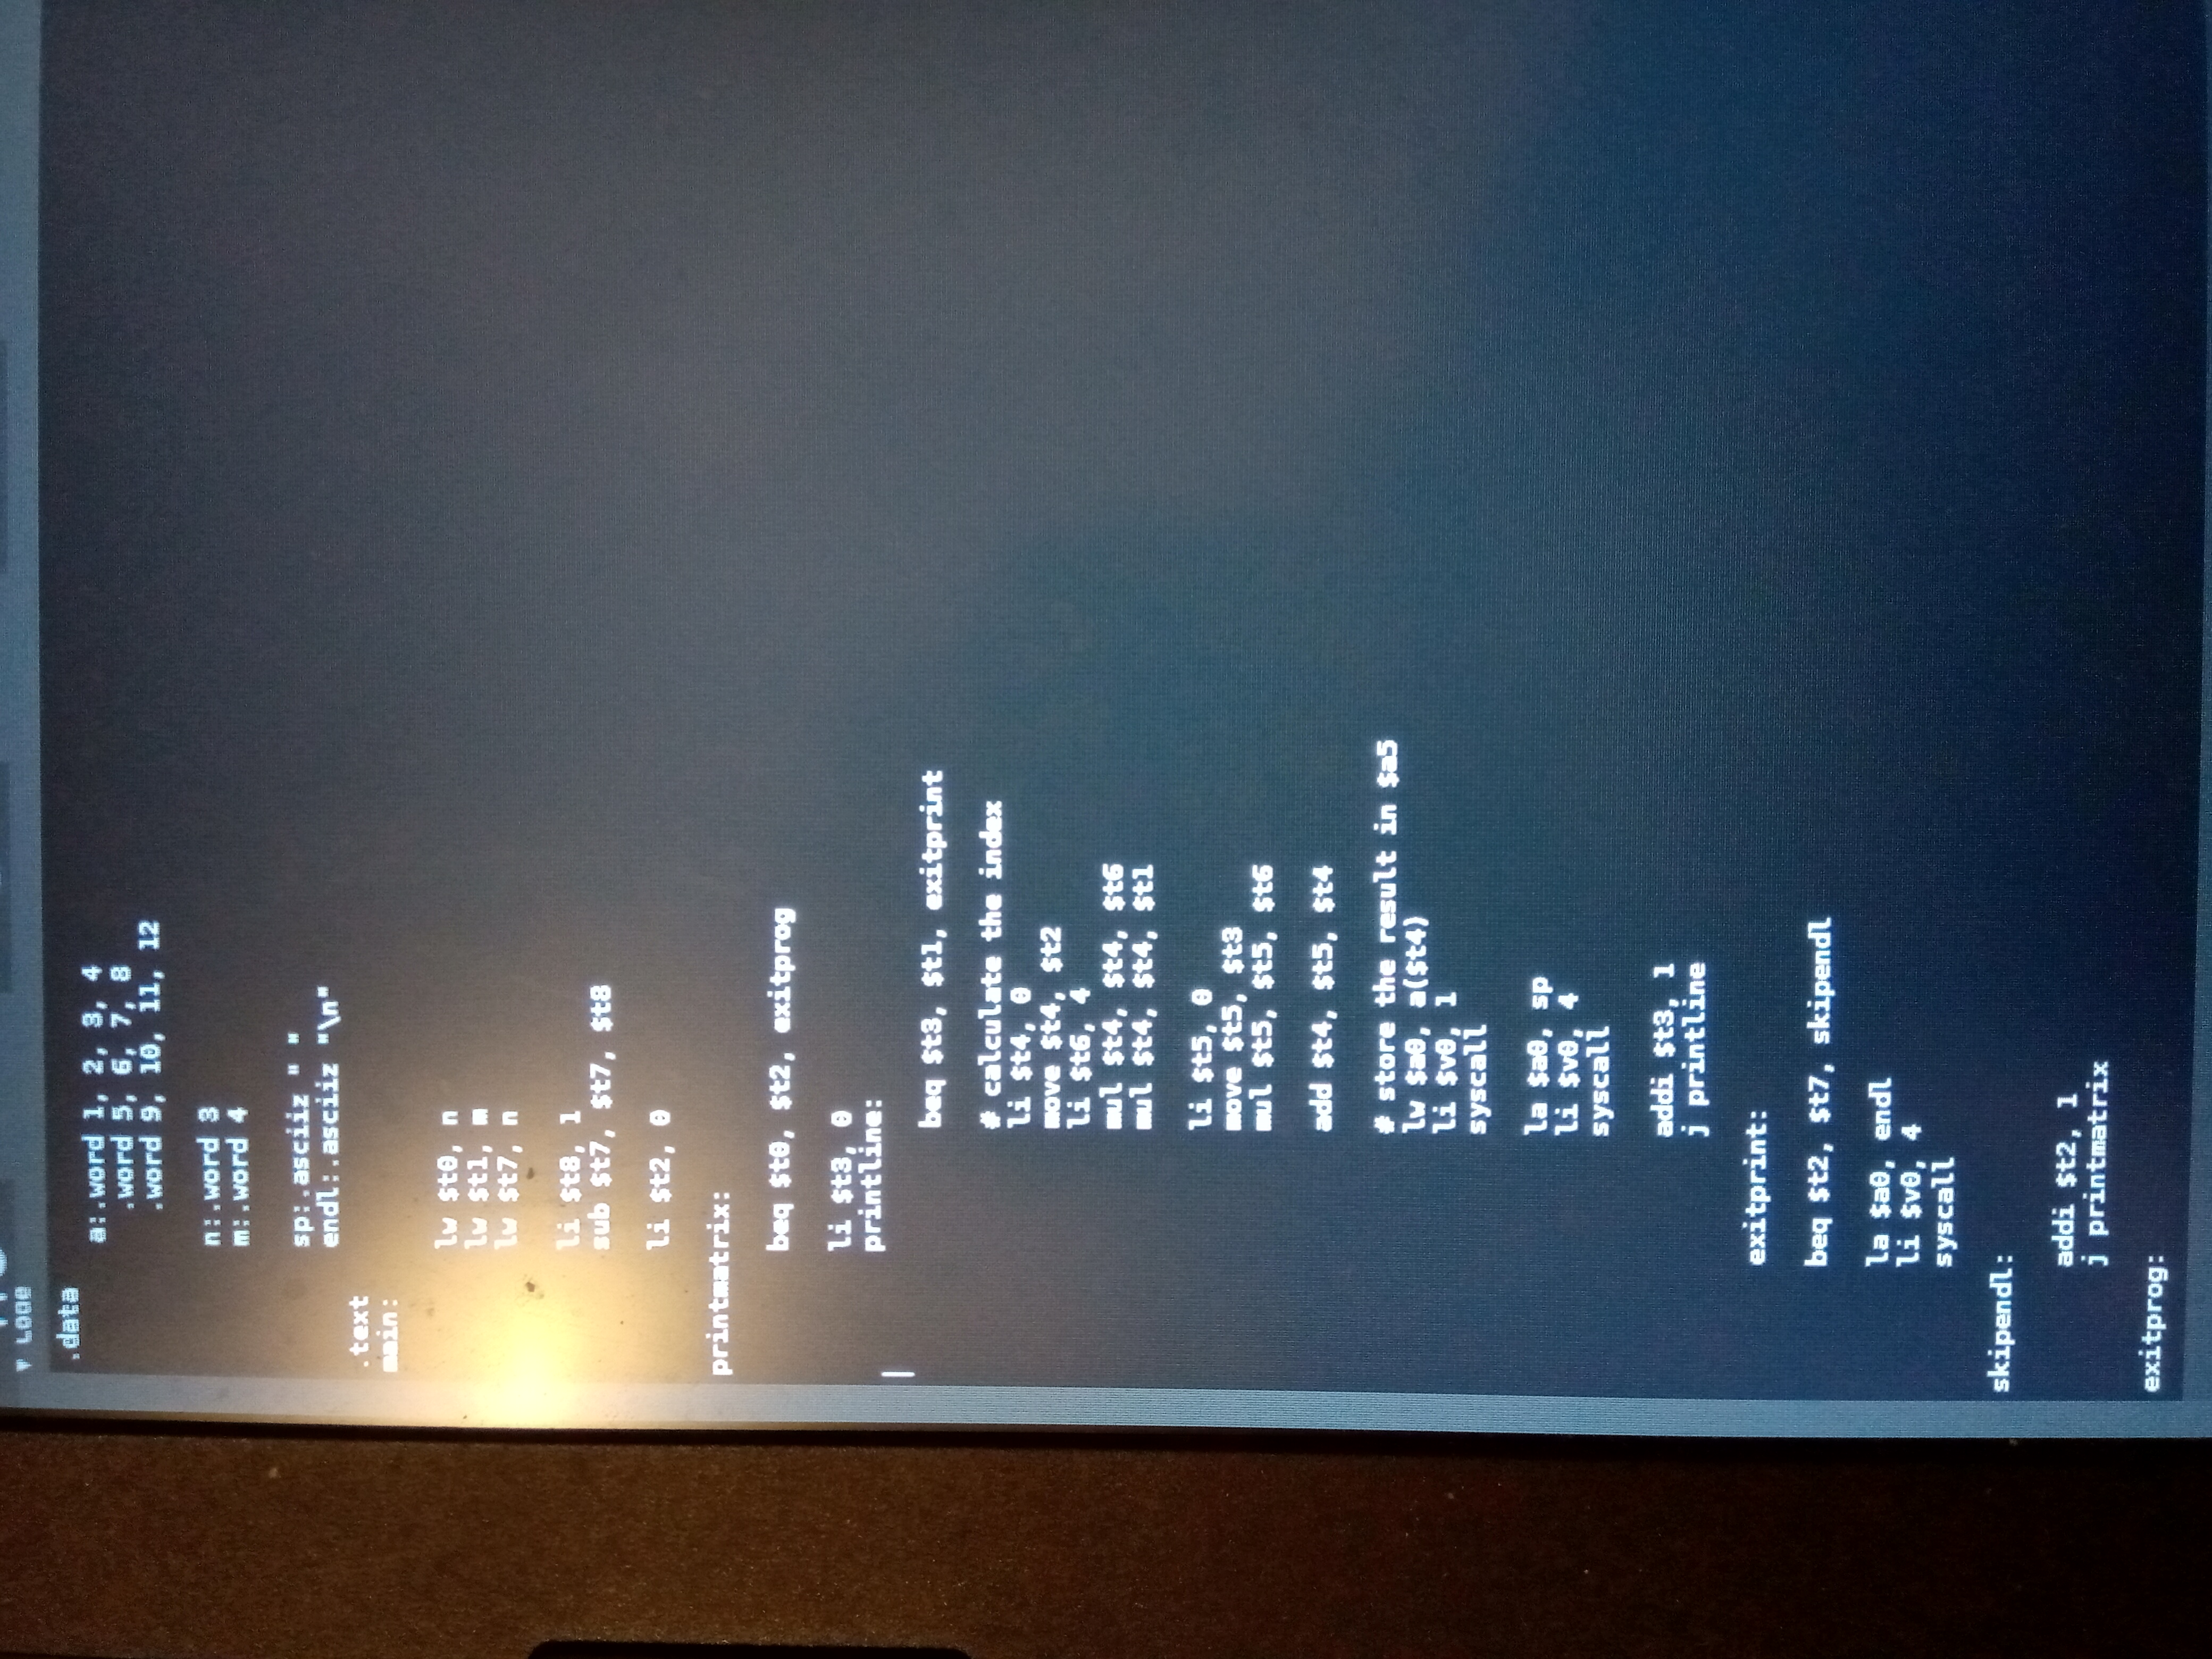 ▼ Code
.data
a:.word 1, 2, 3, 4
.word 5, 6, 7, 8
.word 9, 10, 11, 12
n:.word 3
m:.word 4
sp:.asciiz " "
endl:.asciiz "\n"
.text
main:
lw $t0, n
lw $t1, m
lw $t7, n
li $t8, 1
sub $t7, $t7, $t8
li $t2, 0
printmatrix:
beq $t0, $t2, exitprog
li $t3, 0
printline:
beq $t3, $t1, exitprint
# calculate the index
li $t4, 0
move $t4, $t2
li $t6, 4
mul $t4, $t4, $t6
mul $t4, $t4, $t1
li $t5, 0
move $t5, $t3
mul $t5, $t5, $t6
add $t4, $t5, $t4
# store the result in $a5
lw $a0, a($t4)
li $v0, 1
syscall
la $a0, sp
li $v0, 4
syscall
addi $t3, 1
j printline
exitprint:
beq $t2, $t7, skipendl
la $a0, endl
li $v0, 4
syscall
skipendl:
addi $t2, 1
j printmatrix
exitprog: